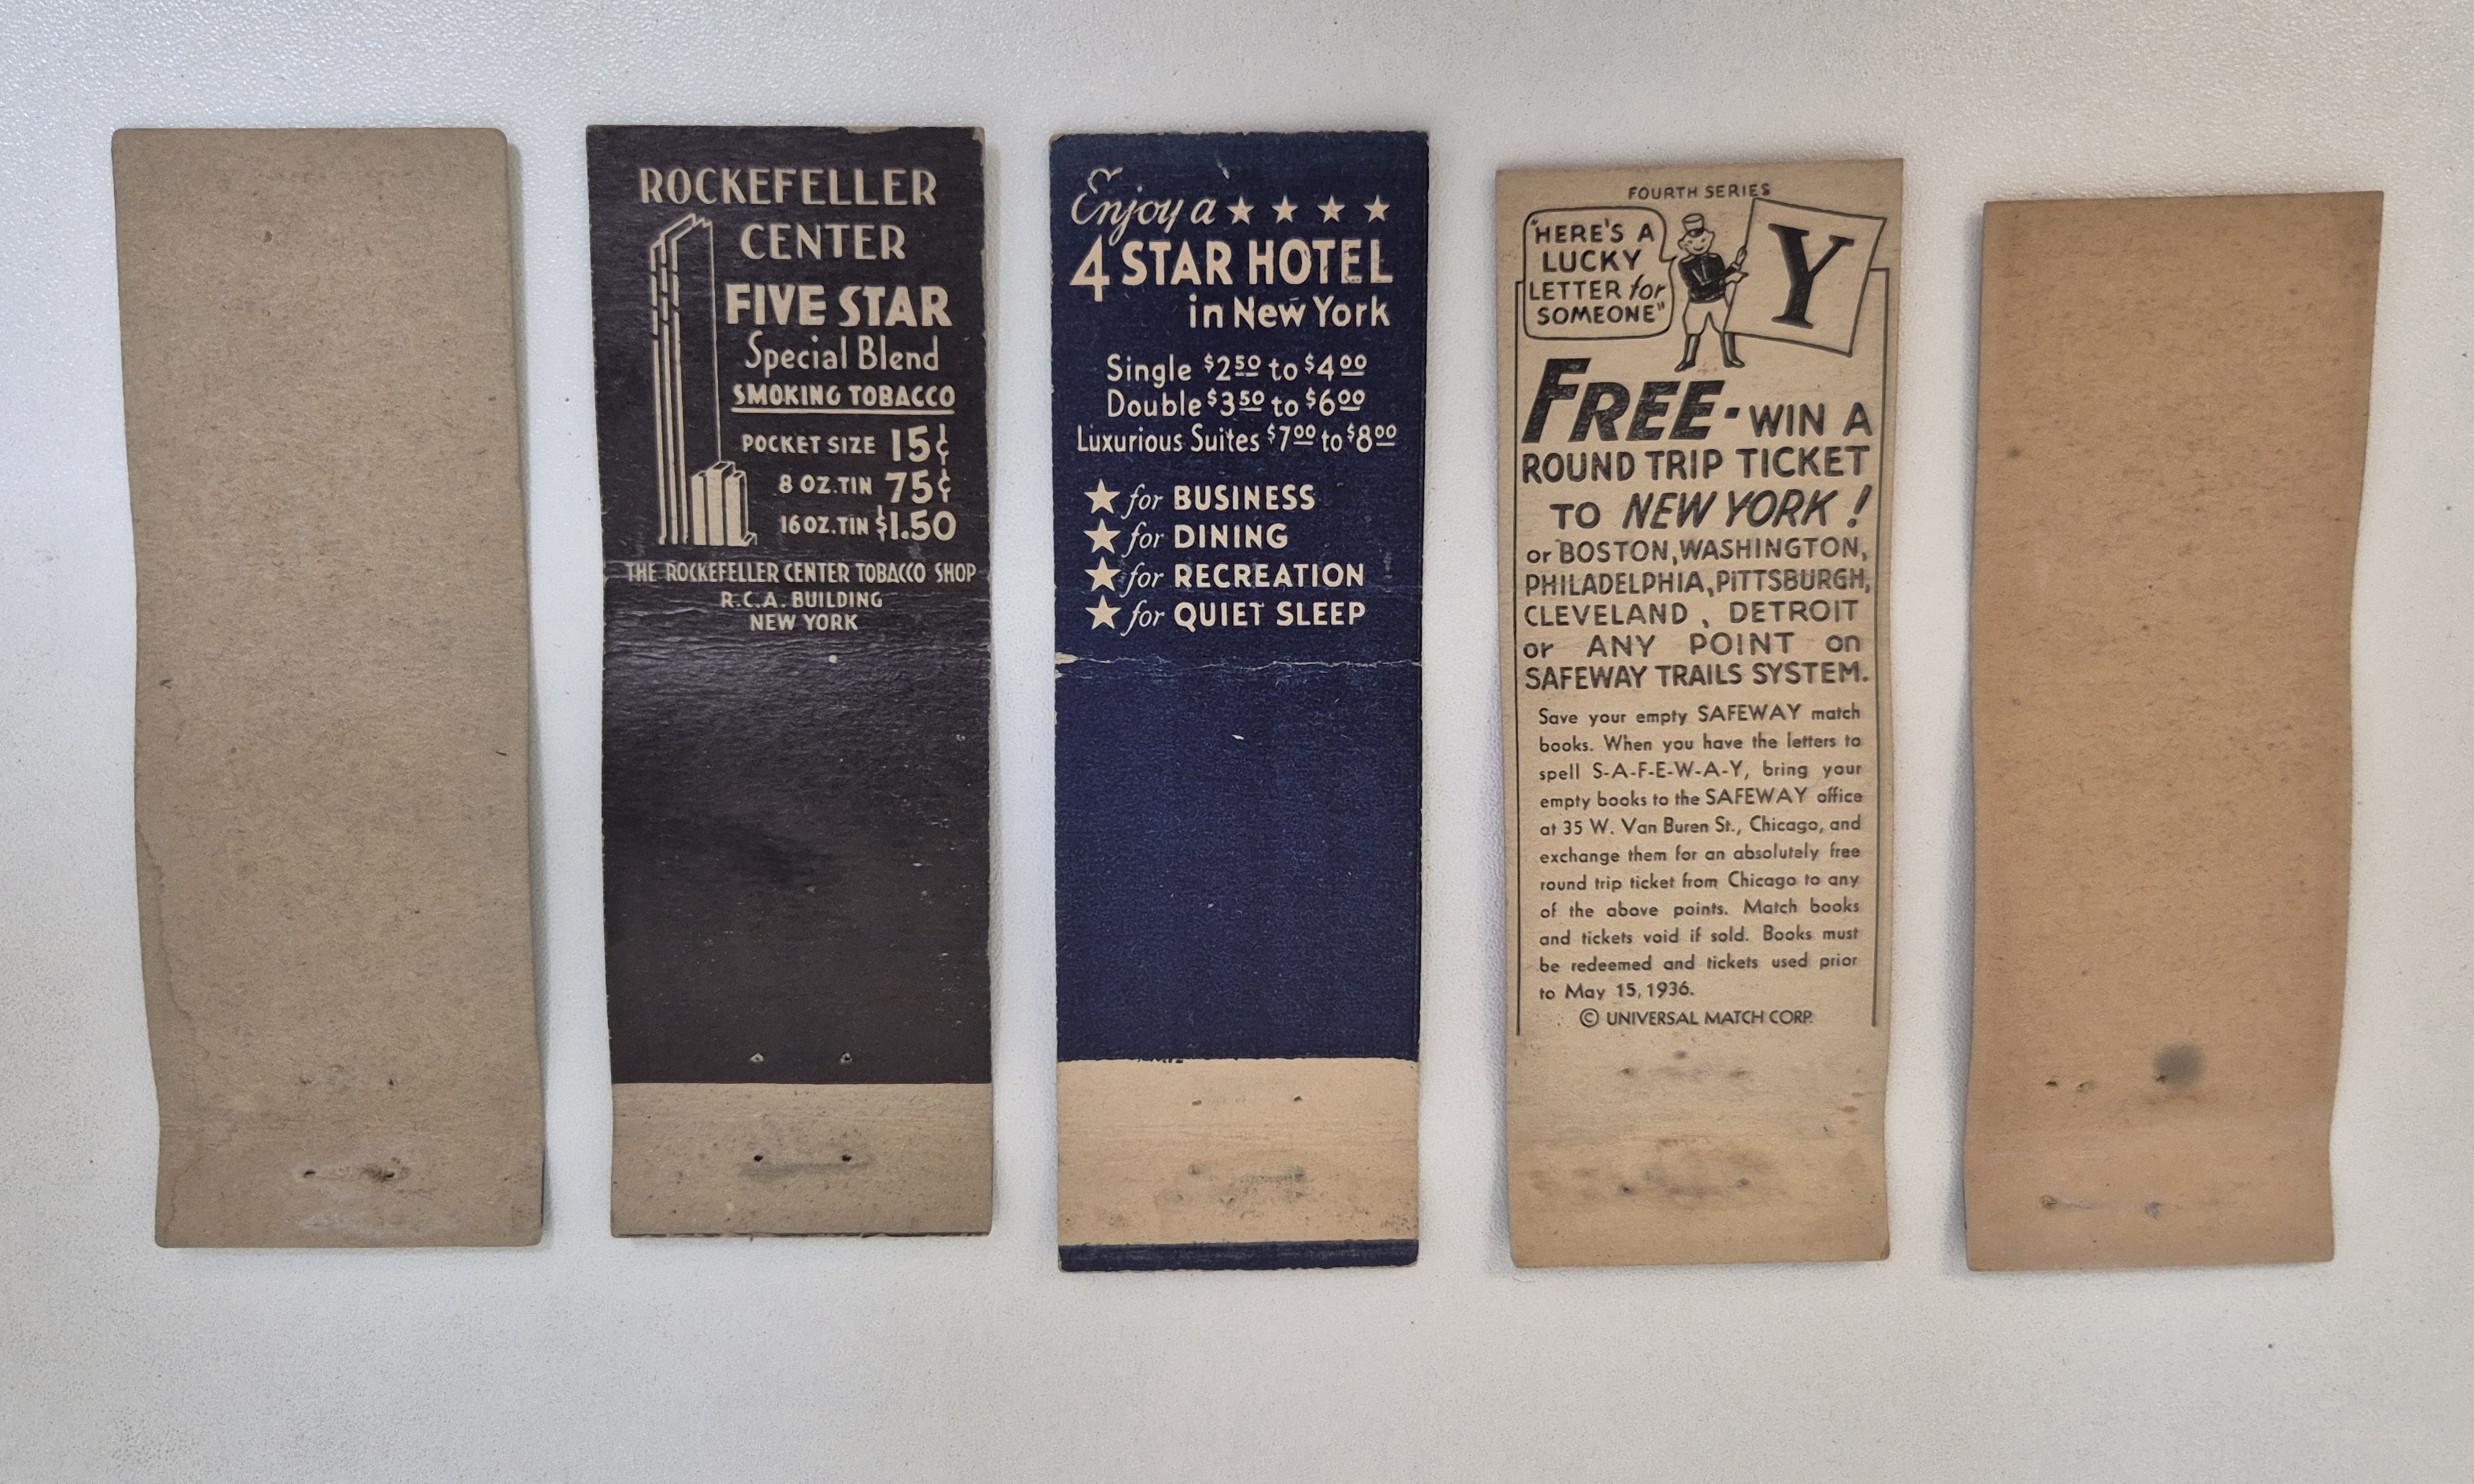 ROCKEFELLER
CENTER
FIVE STAR
Special Blend
SMOKING TOBACCO
POCKET SIZE 15¢
8 OZ. TIN 75¢
16 OZ. TIN $1.50
THE ROCKEFELLER CENTER TOBACCO SHOP
R.C.A. BUILDING
NEW YORK
Enjoy a ★ ★ ★ ★
4 STAR HOTEL
in New York
Single $2.50 to $4.00
Double $3.50 to $6.00
Luxurious Suites $7.00 to $8.00
★ for BUSINESS
★ for DINING
★ for RECREATION
★ for QUIET SLEEP
FOURTH SERIES
"HERE'S A
LUCKY
LETTER for
SOMEONE"
Y
FREE - WIN A
ROUND TRIP TICKET
TO NEW YORK!
or BOSTON, WASHINGTON,
PHILADELPHIA, PITTSBURGH,
CLEVELAND, DETROIT
or ANY POINT on
SAFEWAY TRAILS SYSTEM.
Save your empty SAFEWAY match
books. When you have the letters to
spell S-A-F-E-W-A-Y, bring your
empty books to the SAFEWAY office
at 35 W. Van Buren St., Chicago, and
exchange them for an absolutely free
round trip ticket from Chicago to any
of the above points. Match books
and tickets void if sold. Books must
be redeemed and tickets used prior
to May 15, 1936.
© UNIVERSAL MATCH CORP.